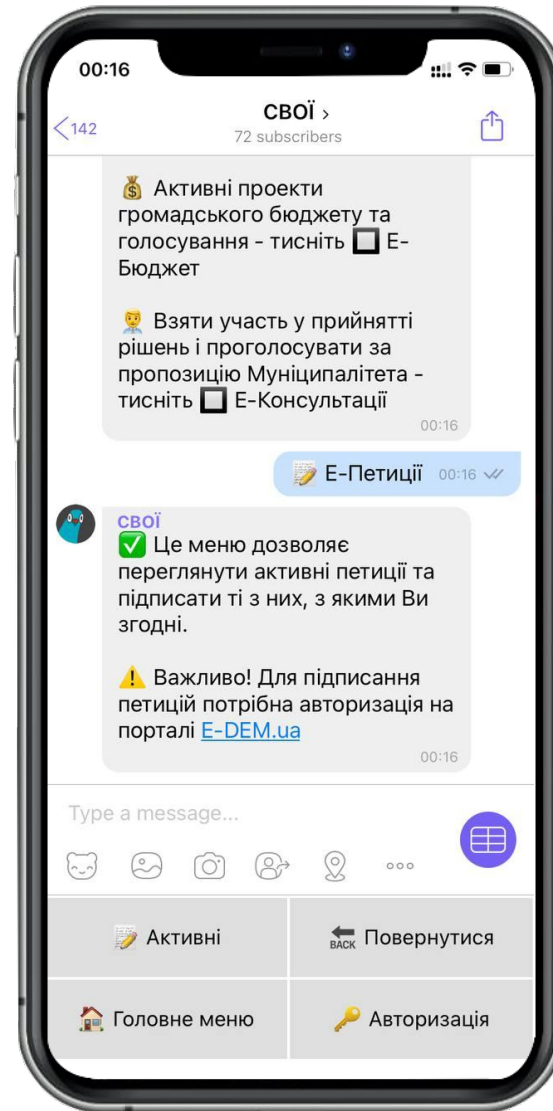 00:16
142
СВОЇ >
72 subscribers
💰 Активні проекти
громадського бюджету та
голосування - тисніть 🔲 Е-
Бюджет
👨‍💼 Взяти участь у прийнятті
рішень і проголосувати за
пропозицію Муніципалітета -
тисніть 🔲 Е-Консультації
00:16
📝 Е-Петиції 00:16
СВОЇ
✅ Це меню дозволяє
переглянути активні петиції та
підписати ті з них, з якими Ви
згодні.
⚠️ Важливо! Для підписання
петицій потрібна авторизація на
порталі E-DEM.ua
00:16
Type a message...
📝 Активні
🔙 Повернутися
🏠 Головне меню
🔑 Авторизація